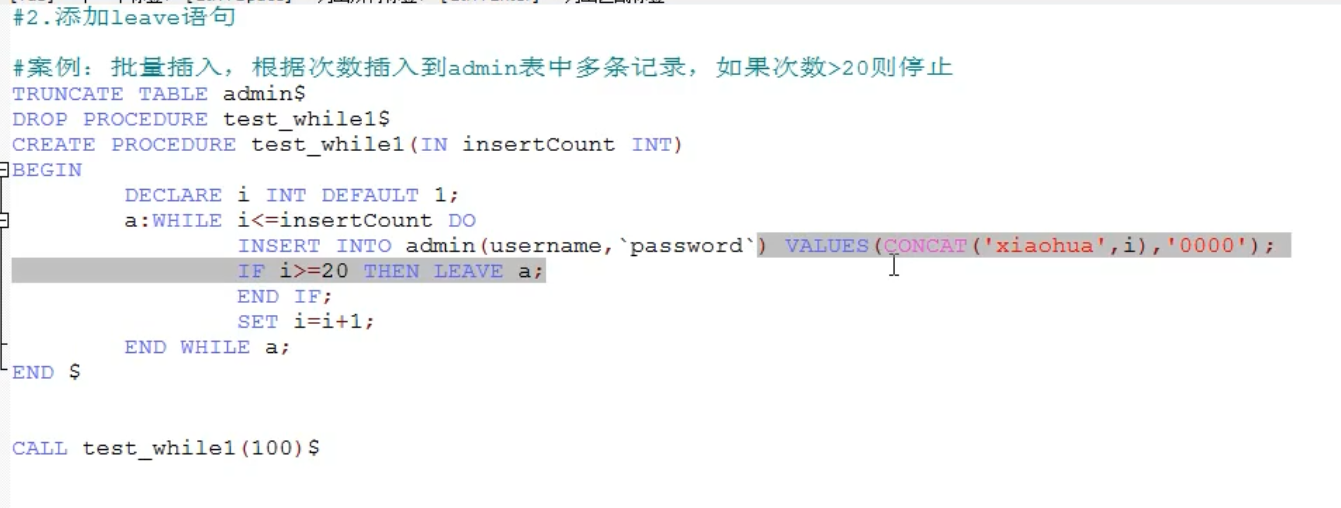 #2.添加leave语句
#案例：批量插入，根据次数插入到admin表中多条记录，如果次数>20则停止
TRUNCATE TABLE admin$
DROP PROCEDURE test_while1$
CREATE PROCEDURE test_while1(IN insertCount INT)
BEGIN
DECLARE i INT DEFAULT 1;
a:WHILE i<=insertCount DO
INSERT INTO admin(username,`password`) VALUES(CONCAT('xiaohua',i),'0000');
IF i>=20 THEN LEAVE a;
END IF;
SET i=i+1;
END WHILE a;
END $
CALL test_while1(100)$